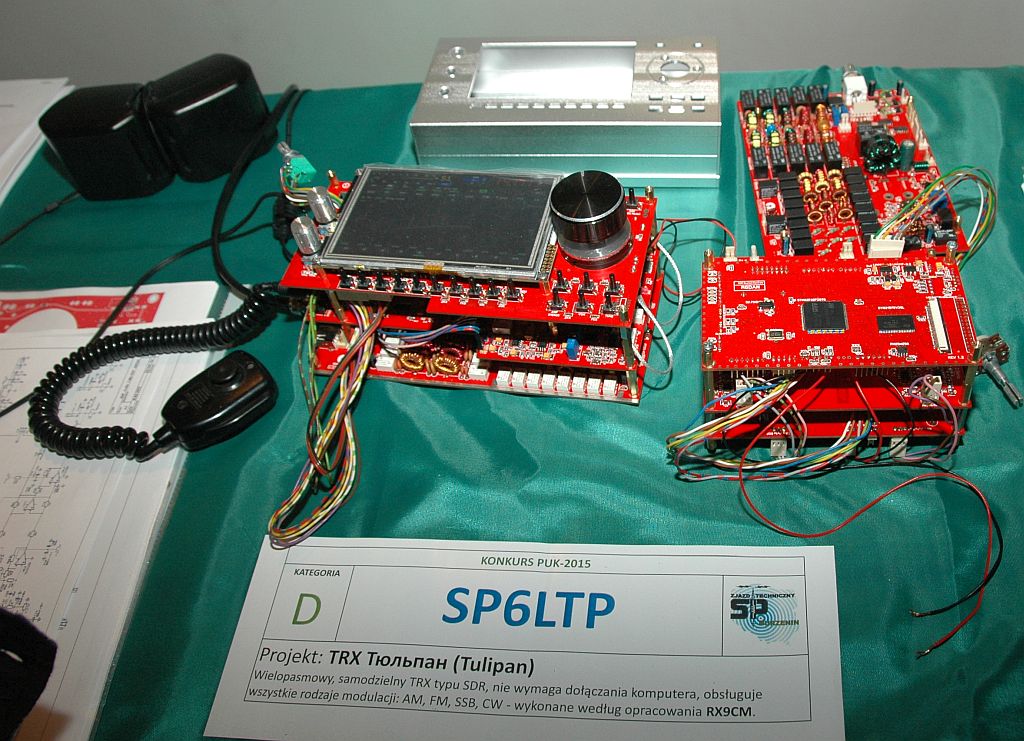 KONKURS PUK-2015
KATEGORIA
D
SP6LTP
ZJAZD TECHNICZNY
SP
BURZENIN
Projekt: TRX Тюльпан (Tulipan)
Wielopasmowy, samodzielny TRX typu SDR, nie wymaga dołączania komputera, obsługuje
wszystkie rodzaje modulacji: AM, FM, SSB, CW - wykonane według opracowania RX9CM.